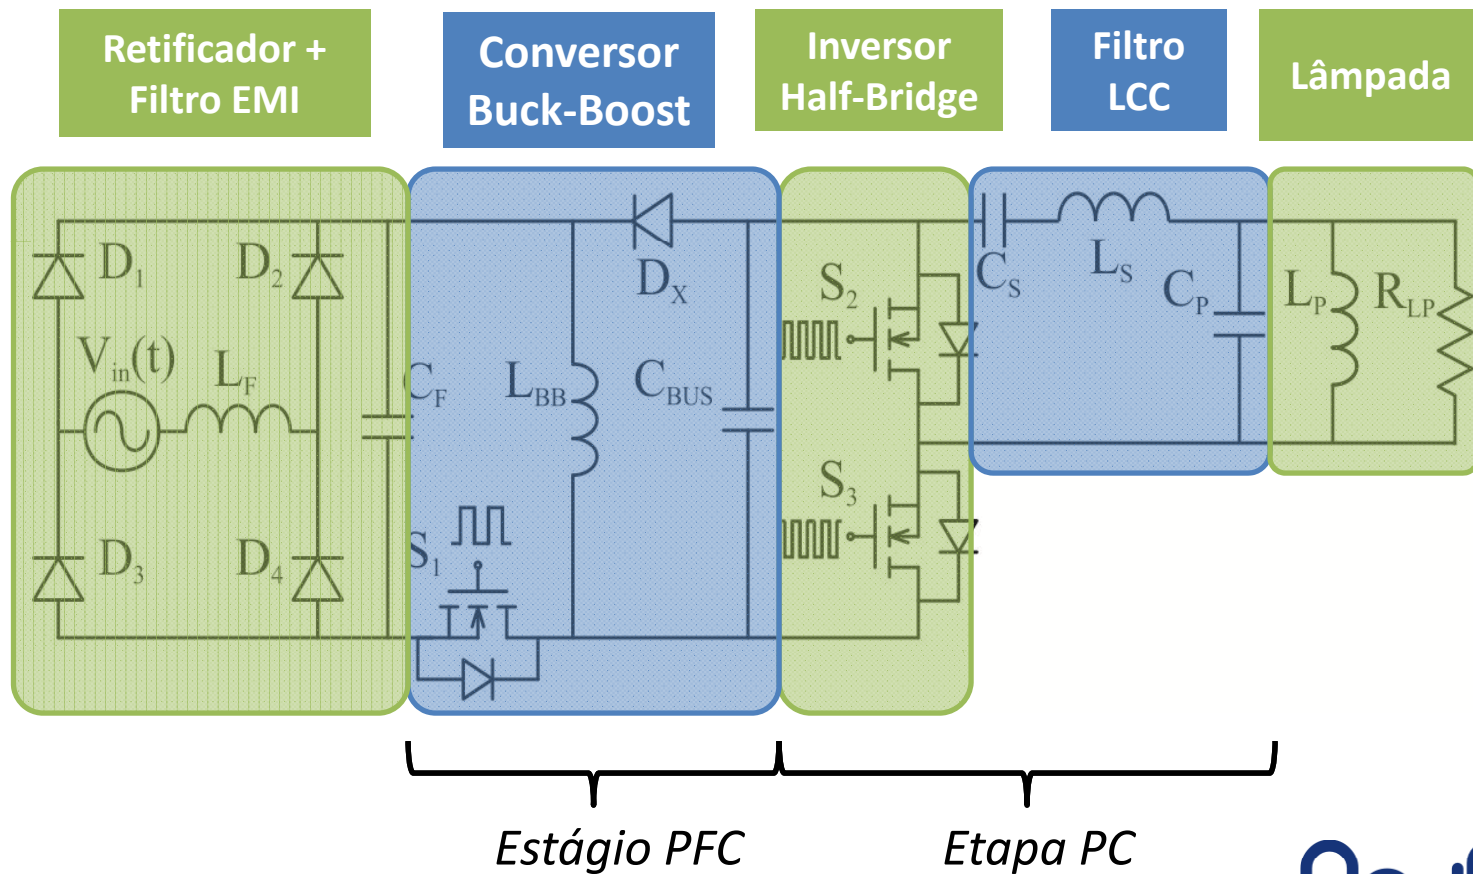 Retificador +
Filtro EMI
Conversor
Buck-Boost
Inversor
Half-Bridge
Filtro
LCC
Lâmpada
D1
D2
Vin(t)
LF
D3
D4
CF
S1
LBB
DX
CBUS
S2
S3
CS
LS
CP
LP
RLP
Estágio PFC
Etapa PC